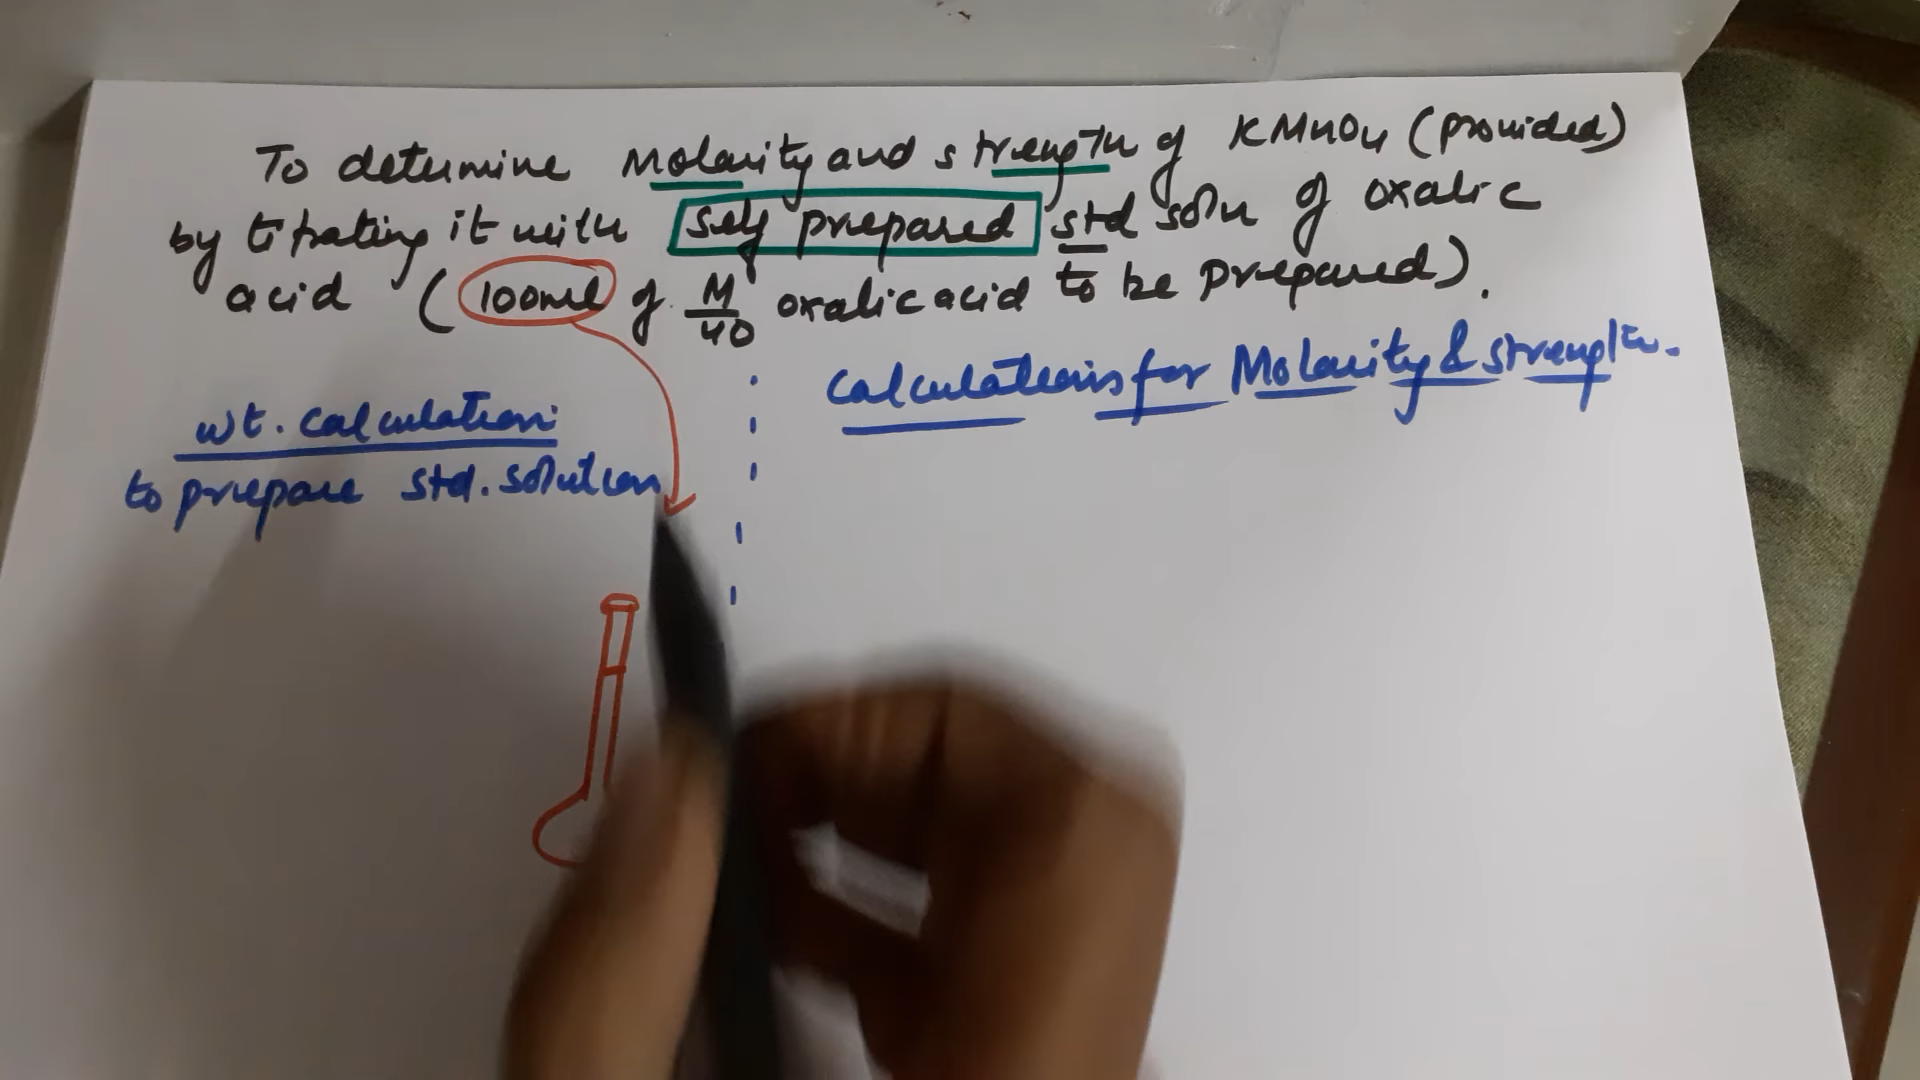 To determine Molarity and strength of KMnO4 (provided)
by titrating it with self prepared std soln of oxalic
acid (100ml of M/40 oxalic acid to be prepared).
wt. calculation
to prepare std. solution
Calculations for Molarity & strength.